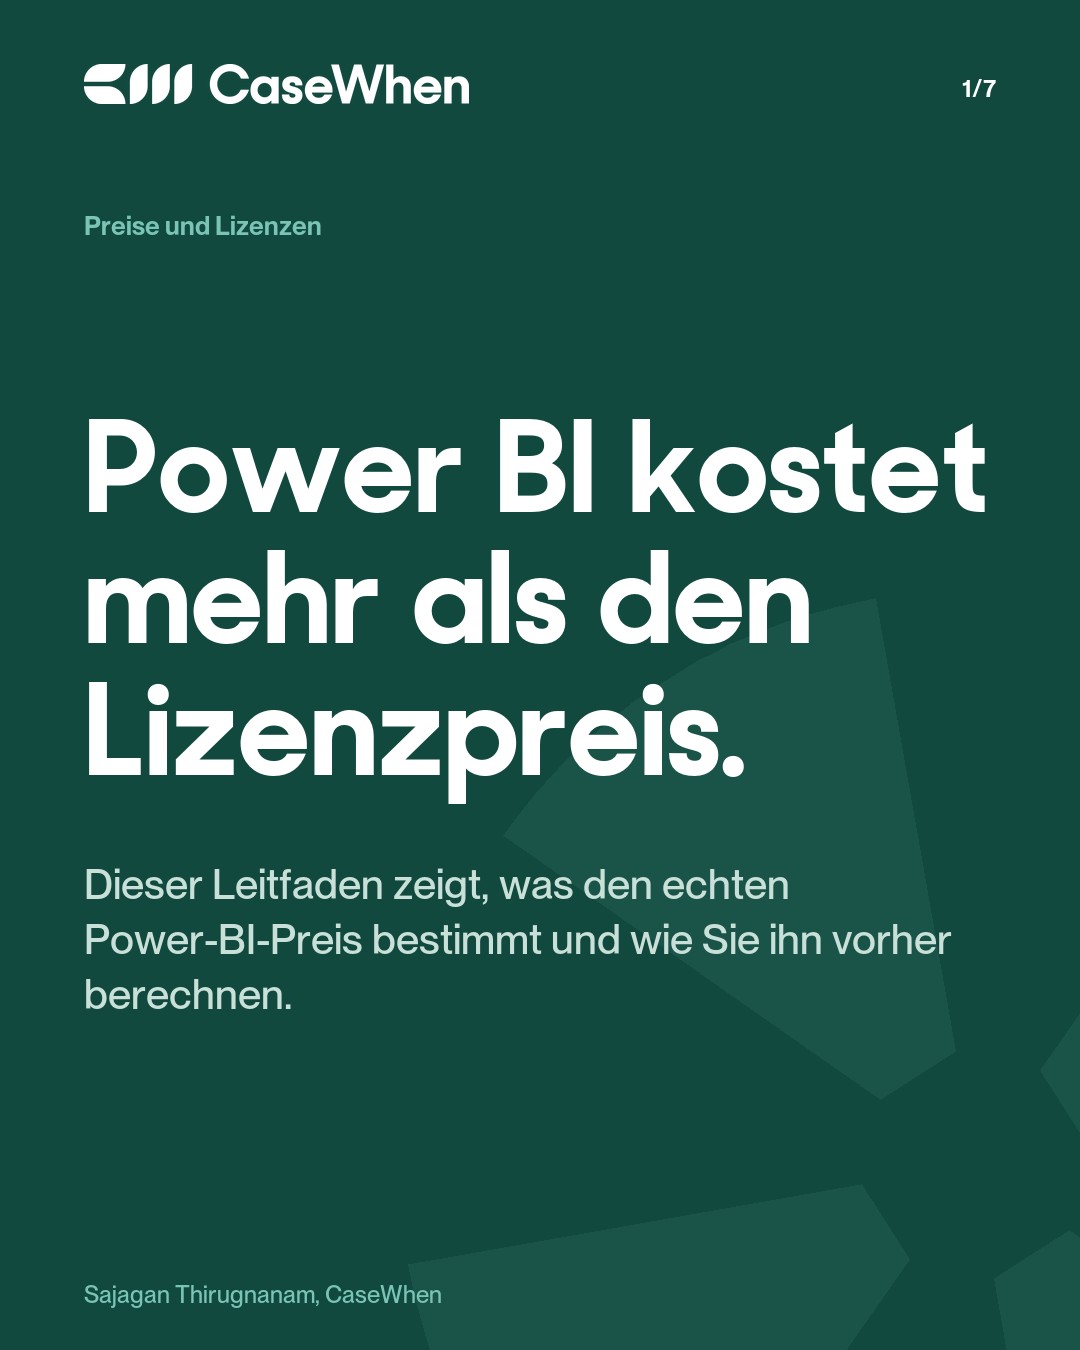 CaseWhen
1/7
Preise und Lizenzen
Power BI kostet
mehr als den
Lizenzpreis.
Dieser Leitfaden zeigt, was den echten
Power-BI-Preis bestimmt und wie Sie ihn vorher
berechnen.
Sajagan Thirugnanam, CaseWhen